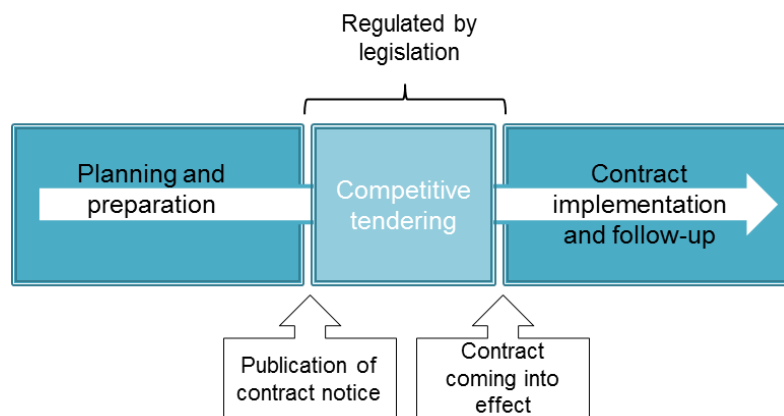 Regulated by
legislation
Planning and
preparation
Competitive
tendering
Contract
implementation
and follow-up
Publication of
contract notice
Contract
coming into
effect